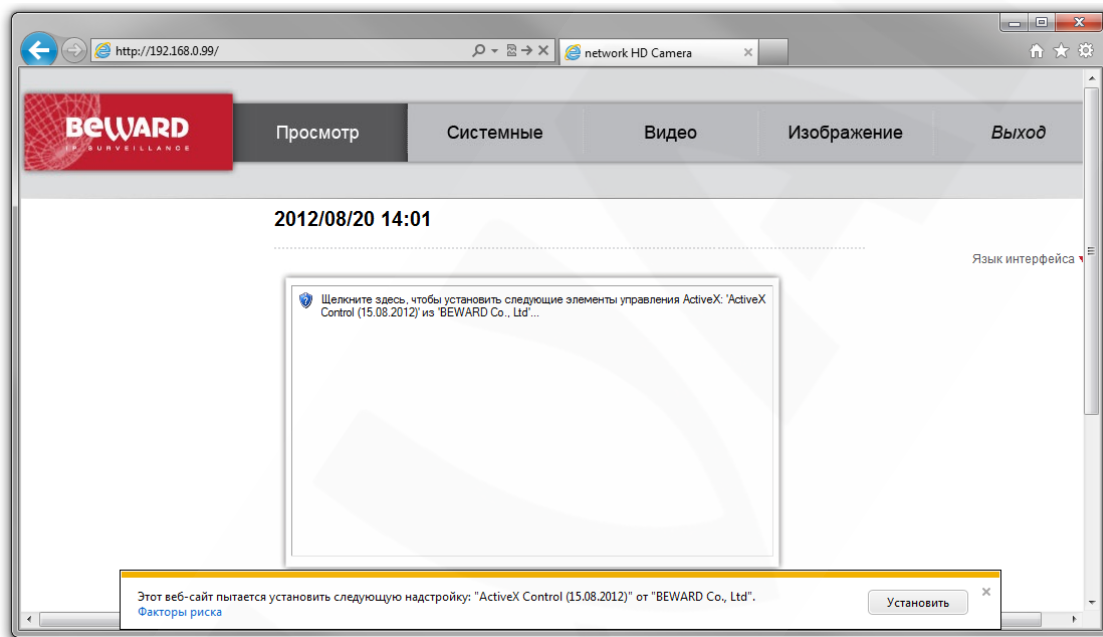 http://192.168.0.99/
network HD Camera
BEWARD
IP SURVEILLANCE
Просмотр
Системные
Видео
Изображение
Выход
2012/08/20 14:01
Язык интерфейса
Щелкните здесь, чтобы установить следующие элементы управления ActiveX: 'ActiveX
Control (15.08.2012)' из 'BEWARD Co., Ltd'...
Этот веб-сайт пытается установить следующую надстройку: "ActiveX Control (15.08.2012)" от "BEWARD Co., Ltd".
Факторы риска
Установить